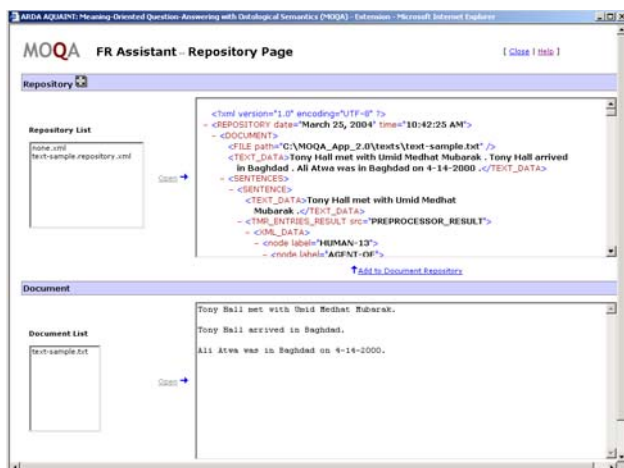 ARDA AQUAINT: Meaning-Oriented Question-Answering with Ontological Semantics (MOQA) - Extension - Microsoft Internet Explorer
MOQA FR Assistant - Repository Page [ Close | Help ]
Repository
Repository List
none.xml
text-sample.repository.xml
Open
<?xml version="1.0" encoding="UTF-8" ?>
- <REPOSITORY date="March 25, 2004" time="10:42:25 AM">
- <DOCUMENT>
<FILE path="C:\MOQA_App_2.0\texts\text-sample.txt" />
<TEXT_DATA>Tony Hall met with Umid Medhat Mubarak . Tony Hall arrived
in Baghdad . Ali Atwa was in Baghdad on 4-14-2000 .</TEXT_DATA>
- <SENTENCES>
- <SENTENCE>
<TEXT_DATA>Tony Hall met with Umid Medhat
Mubarak .</TEXT_DATA>
- <TMR_ENTRIES_RESULT src="PREPROCESSOR_RESULT">
- <XML_DATA>
- <node label="HUMAN-13">
- <node label="AGENT-OF">
Add to Document Repository
Document
Document List
text-sample.txt
Open
Tony Hall met with Umid Medhat Mubarak.
Tony Hall arrived in Baghdad.
Ali Atwa was in Baghdad on 4-14-2000.